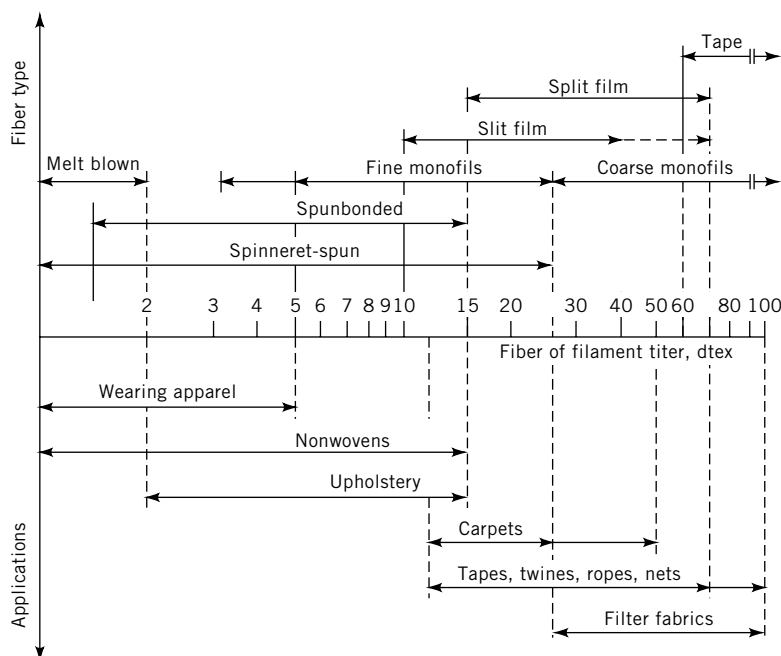 Tape
Split film
Slit film
Fiber type
Melt blown
Fine monofils
Coarse monofils
Spunbonded
Spinneret-spun
2 3 4 5 6 7 8 9 10 15 20 30 40 50 60 80 100
Fiber of filament titer, dtex
Wearing apparel
Nonwovens
Upholstery
Applications
Carpets
Tapes, twines, ropes, nets
Filter fabrics